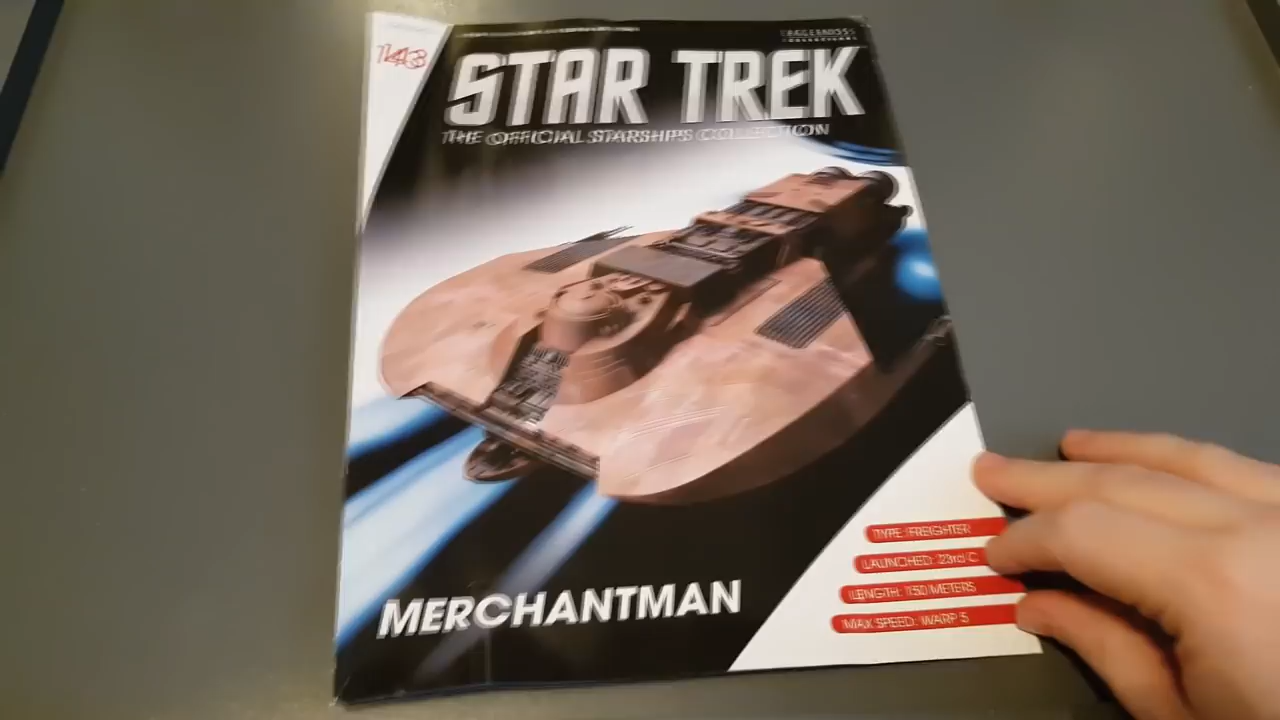 143
EAGLEMOSS
COLLECTIONS
STAR TREK
THE OFFICIAL STARSHIPS COLLECTION
TYPE: FREIGHTER
LAUNCHED: 23rd C
LENGTH: 150 METERS
MAX SPEED: WARP 5
MERCHANTMAN